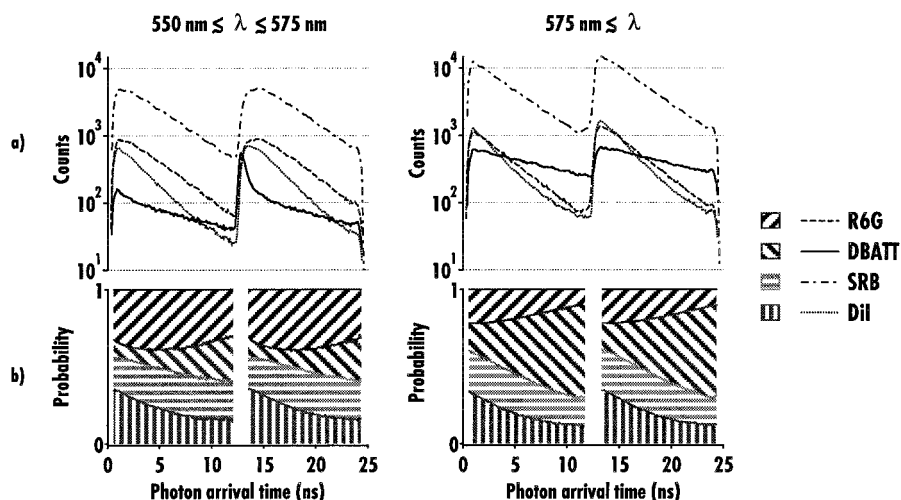 550 nm ≤ λ ≤ 575 nm
575 nm ≤ λ
a)
Counts
10⁴
10³
10²
10¹
Counts
10⁴
10³
10²
10¹
R6G
DBATT
SRB
DiI
b)
Probability
1
0
0 5 10 15 20 25
Photon arrival time (ns)
Probability
1
0
0 5 10 15 20 25
Photon arrival time (ns)